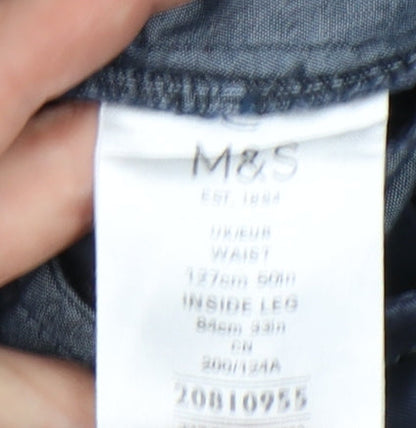 M&S
EST. 1884
UK/EUR
WAIST
127cm 50in
INSIDE LEG
84cm 33in
CN
200/124A
20810955